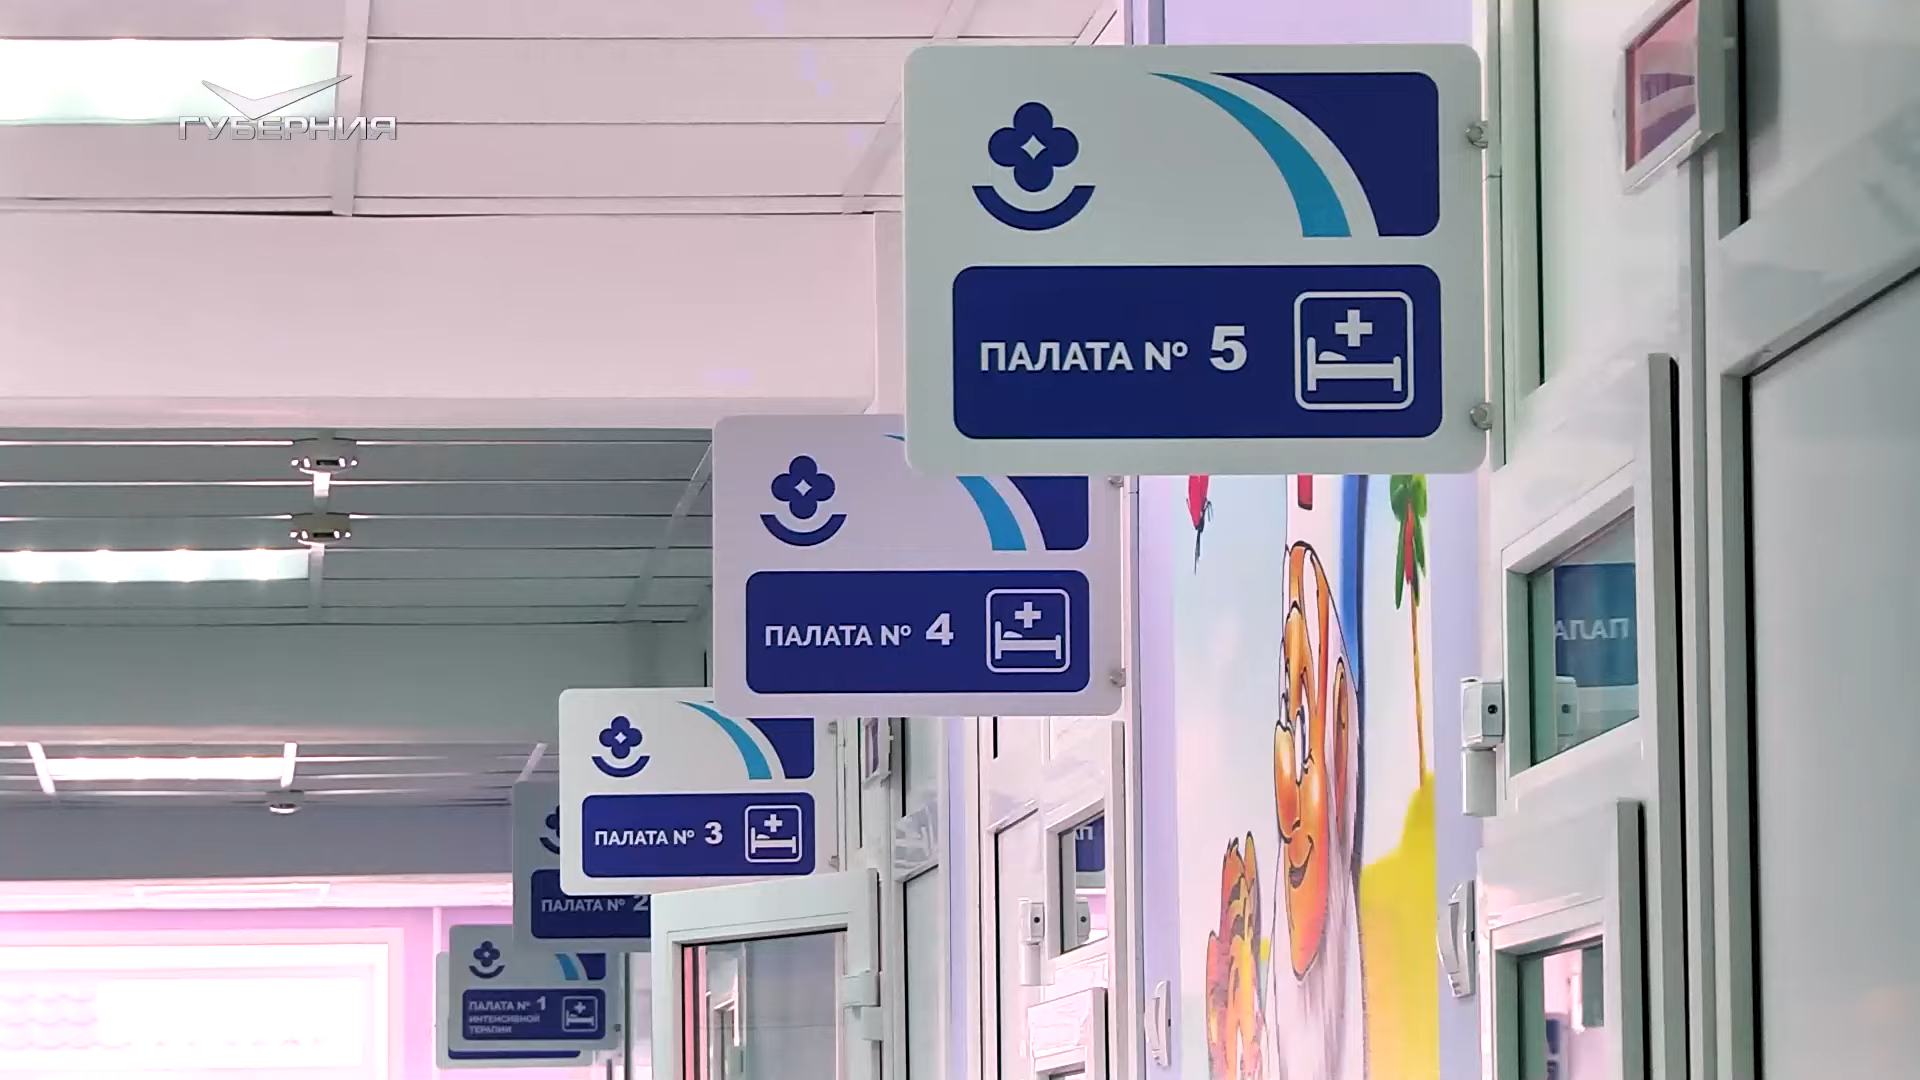 ГУБЕРНИЯ
ПАЛАТА № 5
ПАЛАТА № 4
ПАЛАТА № 3
ПАЛАТА № 2
ПАЛАТА № 1
ИНТЕНСИВНОЙ
ТЕРАПИИ